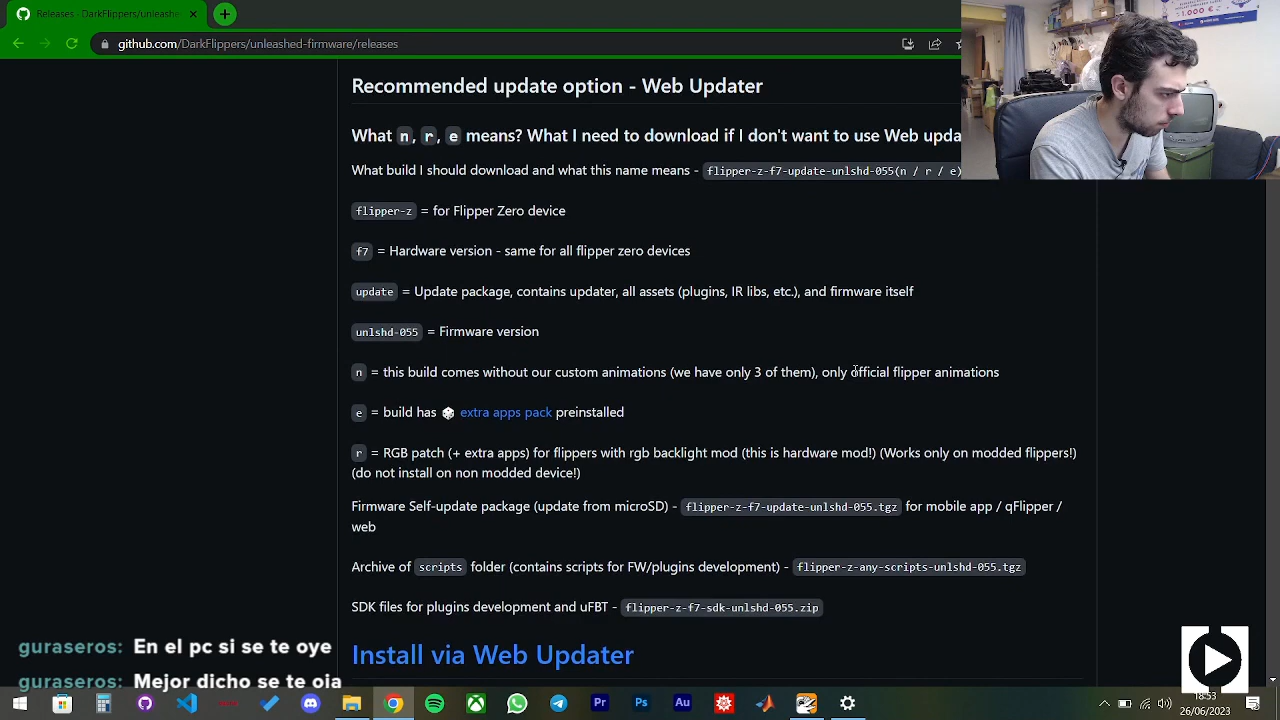 Releases - DarkFlippers/unleashe
github.com/DarkFlippers/unleashed-firmware/releases
1.000 €
Recommended update option - Web Updater
What n, r, e means? What I need to download if I don't want to use Web upda
What build I should download and what this name means - flipper-z-f7-update-unlshd-055(n / r / e)
flipper-z = for Flipper Zero device
f7 = Hardware version - same for all flipper zero devices
update = Update package, contains updater, all assets (plugins, IR libs, etc.), and firmware itself
unlshd-055 = Firmware version
n = this build comes without our custom animations (we have only 3 of them), only official flipper animations
e = build has extra apps pack preinstalled
r = RGB patch (+ extra apps) for flippers with rgb backlight mod (this is hardware mod!) (Works only on modded flippers!)
(do not install on non modded device!)
Firmware Self-update package (update from microSD) - flipper-z-f7-update-unlshd-055.tgz for mobile app / qFlipper /
web
Archive of scripts folder (contains scripts for FW/plugins development) - flipper-z-any-scripts-unlshd-055.tgz
SDK files for plugins development and uFBT - flipper-z-f7-sdk-unlshd-055.zip
Install via Web Updater
guraseros: En el pc si se te oye
guraseros: Mejor dicho se te oia
Pr
Ps
Au
18:53
26/06/2023